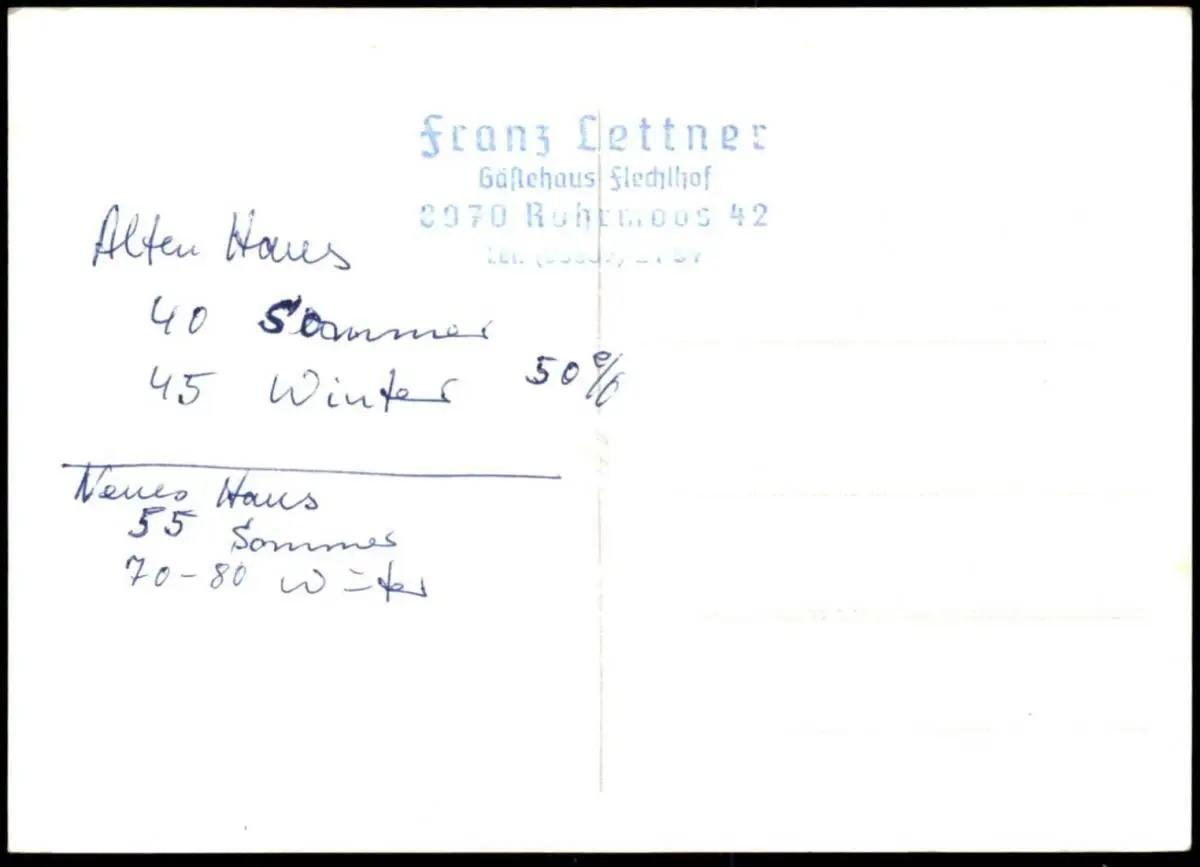 Franz Lettner
Gästehaus Flechlhof
8970 Rohrmoos 42
Alten Haus
40 Sommer
45 Winter 50%
Neues Haus
55 Sommer
70-80 Winter